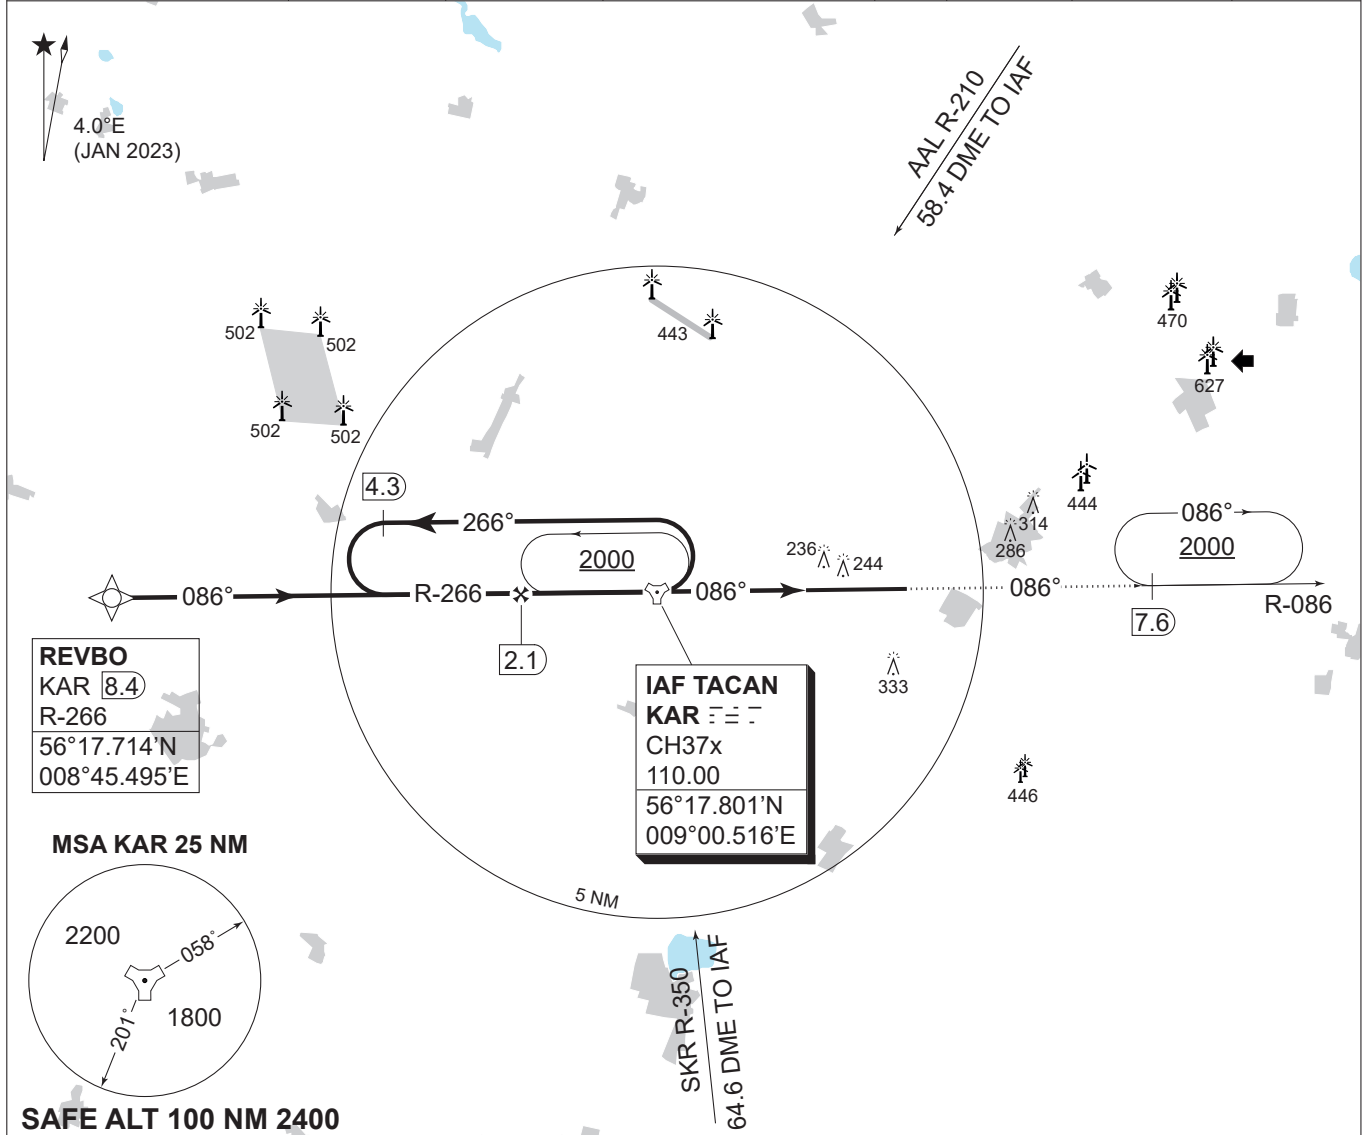 4.0°E
(JAN 2023)
AAL R-210
58.4 DME TO IAF
502
502
502
502
443
470
627
444
314
286
236
244
333
446
4.3
266°
2000
086°
R-266
086°
086°
086°
2000
7.6
R-086
2.1
REVBO
KAR 8.4
R-266
56°17.714’N
008°45.495’E
IAF TACAN
KAR
CH37x
110.00
56°17.801’N
009°00.516’E
5 NM
MSA KAR 25 NM
2200
058°
1800
201°
SKR R-350
64.6 DME TO IAF
SAFE ALT 100 NM 2400